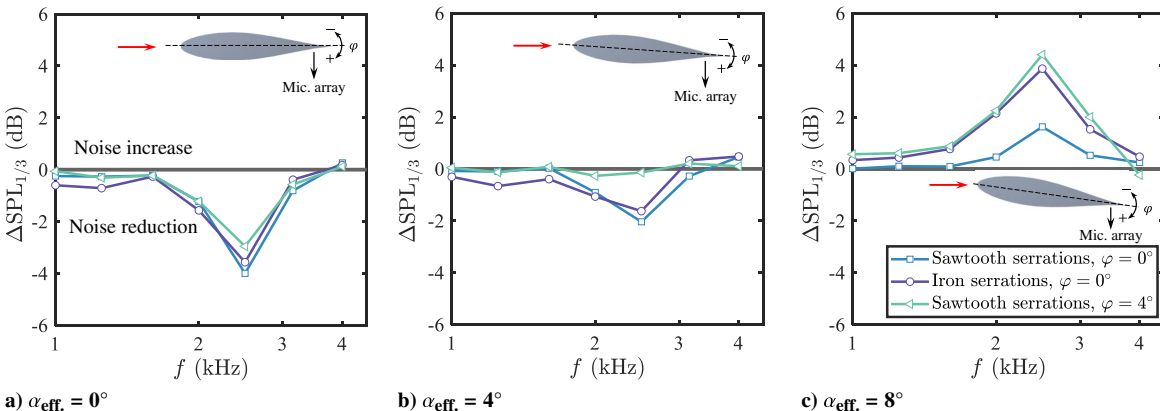 6
4
2
0
-2
-4
-6
ΔSPL1/3 (dB)
− φ
+
Mic. array
Noise increase
Noise reduction
1 2 3 4
f (kHz)
a) αeff. = 0°
6
4
2
0
-2
-4
-6
ΔSPL1/3 (dB)
− φ
+
Mic. array
1 2 3 4
f (kHz)
b) αeff. = 4°
6
4
2
0
-2
-4
-6
ΔSPL1/3 (dB)
− φ
+
Mic. array
Sawtooth serrations, φ = 0°
Iron serrations, φ = 0°
Sawtooth serrations, φ = 4°
1 2 3 4
f (kHz)
c) αeff. = 8°